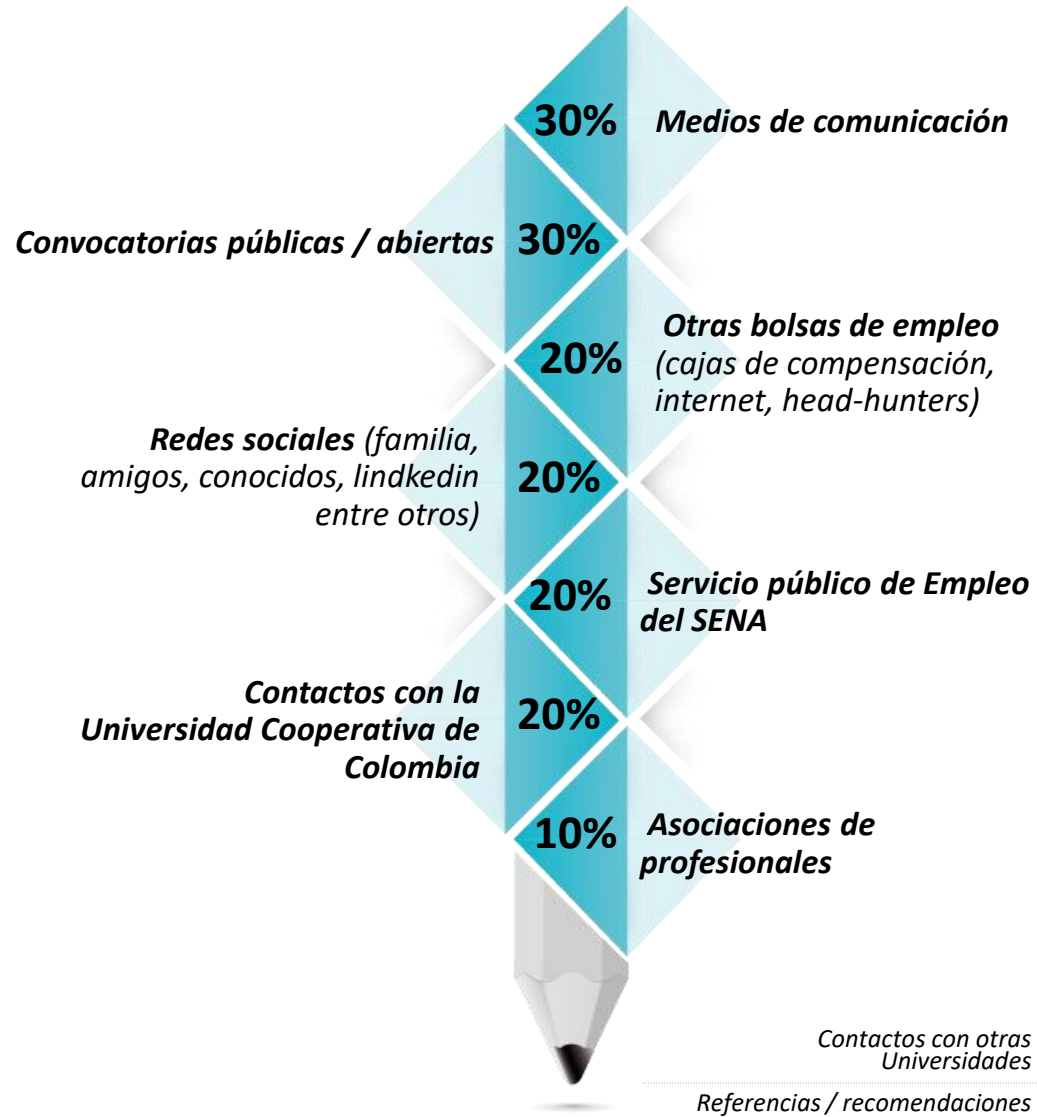 30% Medios de comunicación
Convocatorias públicas / abiertas 30%
20% Otras bolsas de empleo
(cajas de compensación,
internet, head-hunters)
Redes sociales (familia,
amigos, conocidos, lindkedin
entre otros)
20%
20% Servicio público de Empleo
del SENA
Contactos con la
Universidad Cooperativa de
Colombia
20%
10% Asociaciones de
profesionales
Contactos con otras
Universidades
Referencias / recomendaciones